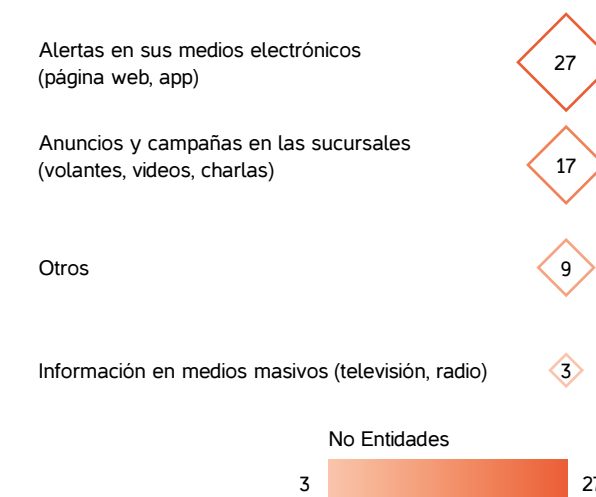 Alertas en sus medios electrónicos
(página web, app)
27
Anuncios y campañas en las sucursales
(volantes, videos, charlas)
17
Otros
9
Información en medios masivos (televisión, radio)
3
No Entidades
3
27